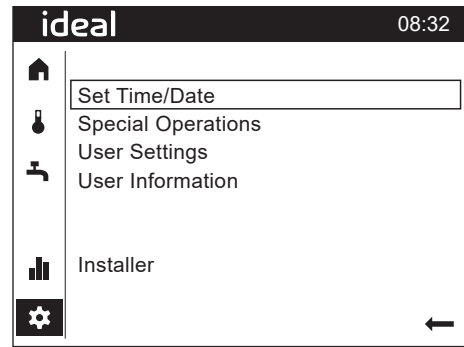 ideal 08:32
Set Time/Date
Special Operations
User Settings
User Information
Installer